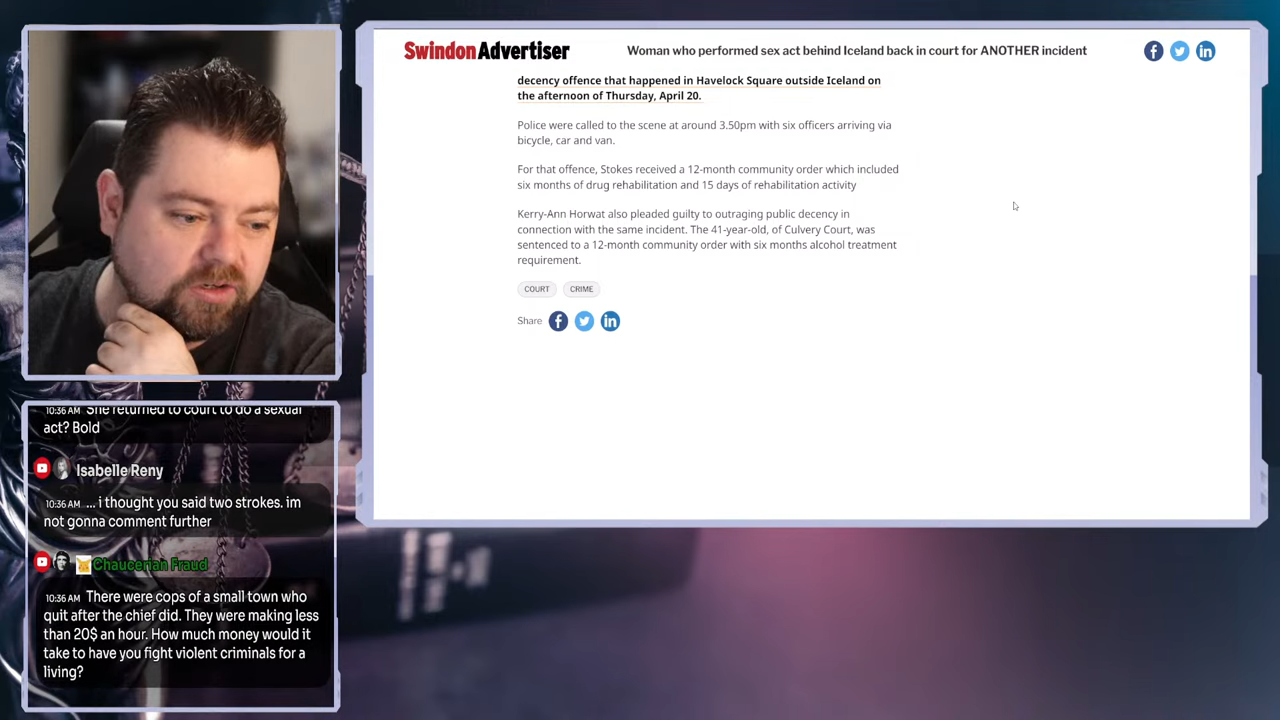 Swindon Advertiser
Woman who performed sex act behind Iceland back in court for ANOTHER incident
decency offence that happened in Havelock Square outside Iceland on
the afternoon of Thursday, April 20.
Police were called to the scene at around 3.50pm with six officers arriving via
bicycle, car and van.
For that offence, Stokes received a 12-month community order which included
six months of drug rehabilitation and 15 days of rehabilitation activity
Kerry-Ann Horwat also pleaded guilty to outraging public decency in
connection with the same incident. The 41-year-old, of Culvery Court, was
sentenced to a 12-month community order with six months alcohol treatment
requirement.
COURT CRIME
Share
10:36 AM She returned to court to do a sexual
act? Bold
Isabelle Reny
10:36 AM ... i thought you said two strokes. im
not gonna comment further
Chaucerian Fraud
10:36 AM There were cops of a small town who
quit after the chief did. They were making less
than 20$ an hour. How much money would it
take to have you fight violent criminals for a
living?